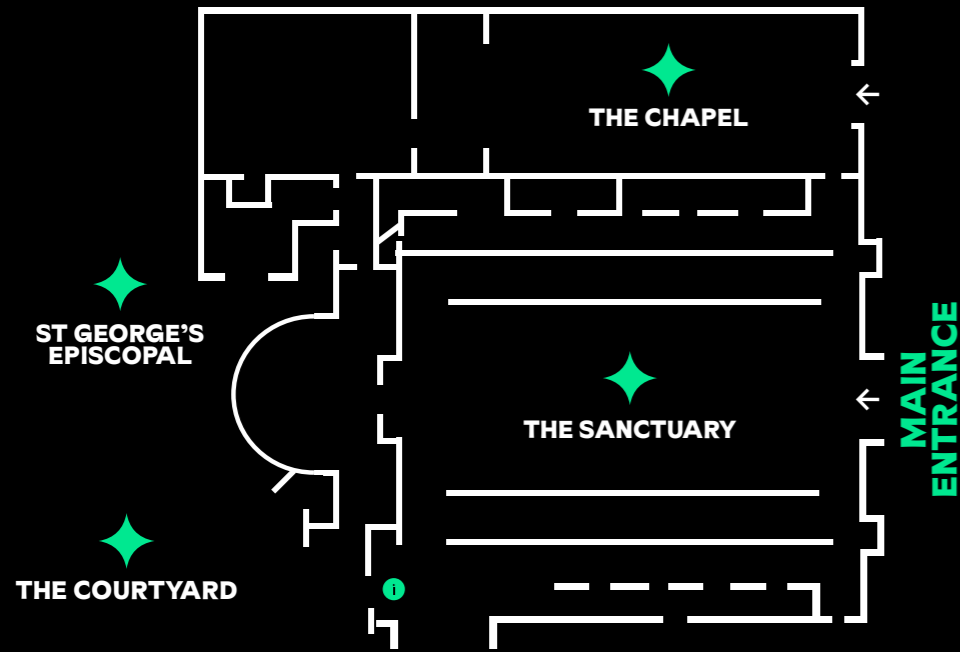 THE CHAPEL
ST GEORGE’S
EPISCOPAL
MAIN
ENTRANCE
THE SANCTUARY
THE COURTYARD
i